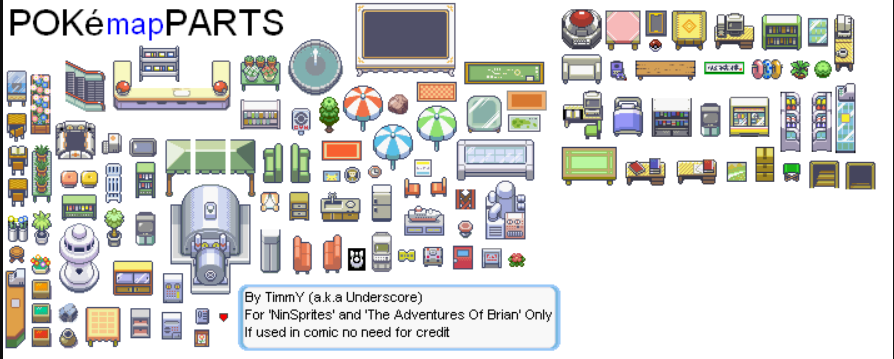 POKémapPARTS
By TimmY (a.k.a Underscore)
For 'NinSprites' and 'The Adventures Of Brian' Only
If used in comic no need for credit